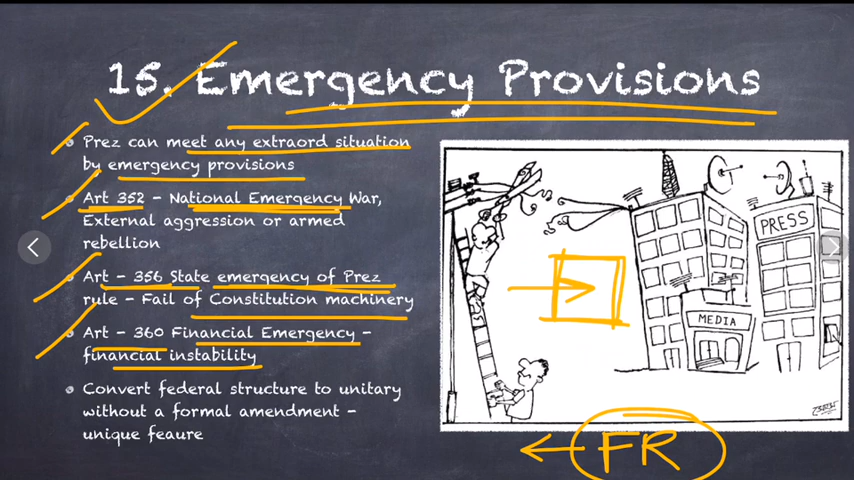 15. Emergency Provisions
Prez can meet any extraord situation
by emergency provisions
Art 352 - National Emergency War,
External aggression or armed
rebellion
Art - 356 State emergency of Prez
rule - Fail of Constitution machinery
Art - 360 Financial Emergency -
financial instability
Convert federal structure to unitary
without a formal amendment -
unique feaure
PRESS
MEDIA
FR